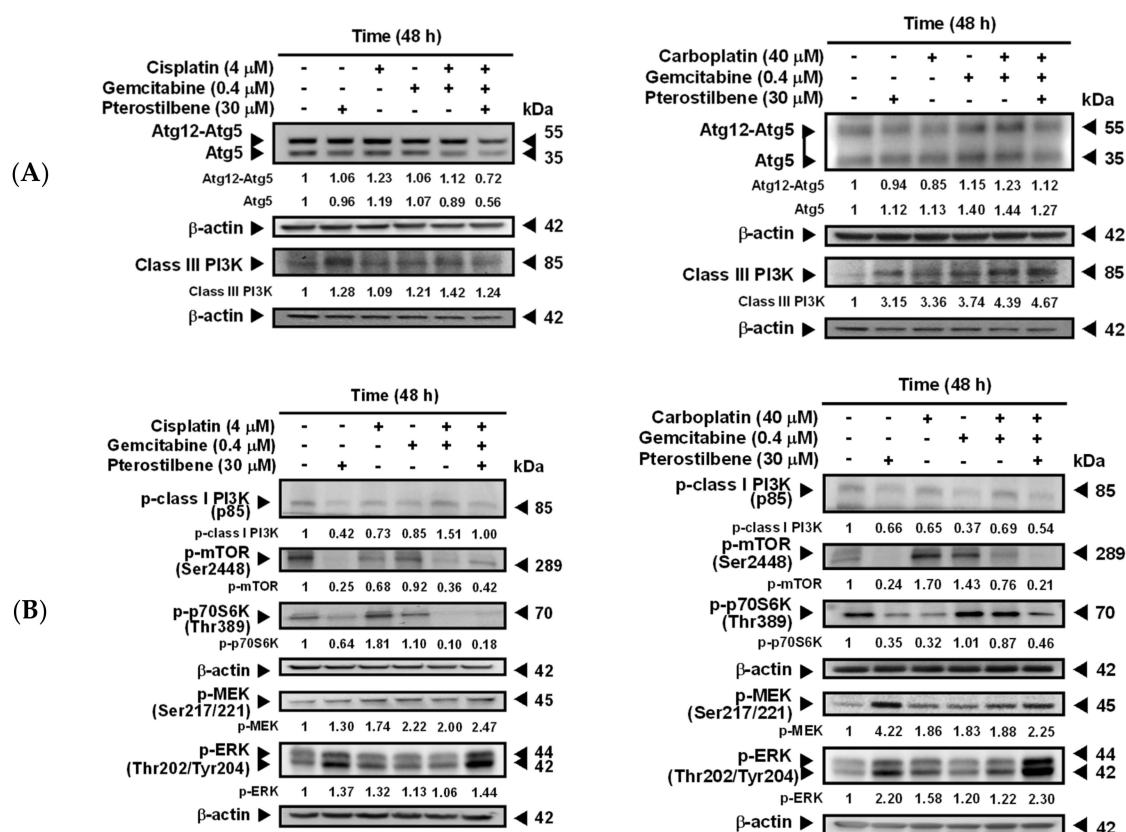 (A)
Time (48 h)
Cisplatin (4 μM) - - + - + +
Gemcitabine (0.4 μM) - - - + + +
Pterostilbene (30 μM) - + - - - + kDa
Atg12-Atg5 55
Atg5 35
Atg12-Atg5 1 1.06 1.23 1.06 1.12 0.72
Atg5 1 0.96 1.19 1.07 0.89 0.56
β-actin 42
Class III PI3K 85
Class III PI3K 1 1.28 1.09 1.21 1.42 1.24
β-actin 42
Time (48 h)
Carboplatin (40 μM) - - + - + +
Gemcitabine (0.4 μM) - - - + + +
Pterostilbene (30 μM) - + - - - + kDa
Atg12-Atg5 55
Atg5 35
Atg12-Atg5 1 0.94 0.85 1.15 1.23 1.12
Atg5 1 1.12 1.13 1.40 1.44 1.27
β-actin 42
Class III PI3K 85
Class III PI3K 1 3.15 3.36 3.74 4.39 4.67
β-actin 42
(B)
Time (48 h)
Cisplatin (4 μM) - - + - + +
Gemcitabine (0.4 μM) - - - + + +
Pterostilbene (30 μM) - + - - - + kDa
p-class I PI3K
(p85) 85
p-class I PI3K 1 0.42 0.73 0.85 1.51 1.00
p-mTOR
(Ser2448) 289
p-mTOR 1 0.25 0.68 0.92 0.36 0.42
p-p70S6K 70
(Thr389)
p-p70S6K 1 0.64 1.81 1.10 0.10 0.18
β-actin 42
p-MEK 45
(Ser217/221)
p-MEK 1 1.30 1.74 2.22 2.00 2.47
p-ERK 44
(Thr202/Tyr204) 42
p-ERK 1 1.37 1.32 1.13 1.06 1.44
β-actin 42
Time (48 h)
Carboplatin (40 μM) - - + - + +
Gemcitabine (0.4 μM) - - - + + +
Pterostilbene (30 μM) - + - - - + kDa
p-class I PI3K 85
(p85)
p-class I PI3K 1 0.66 0.65 0.37 0.69 0.54
p-mTOR 289
(Ser2448)
p-mTOR 1 0.24 1.70 1.43 0.76 0.21
p-p70S6K 70
(Thr389)
p-p70S6K 1 0.35 0.32 1.01 0.87 0.46
β-actin 42
p-MEK 45
(Ser217/221)
p-MEK 1 4.22 1.86 1.83 1.88 2.25
p-ERK 44
(Thr202/Tyr204) 42
p-ERK 1 2.20 1.58 1.20 1.22 2.30
β-actin 42